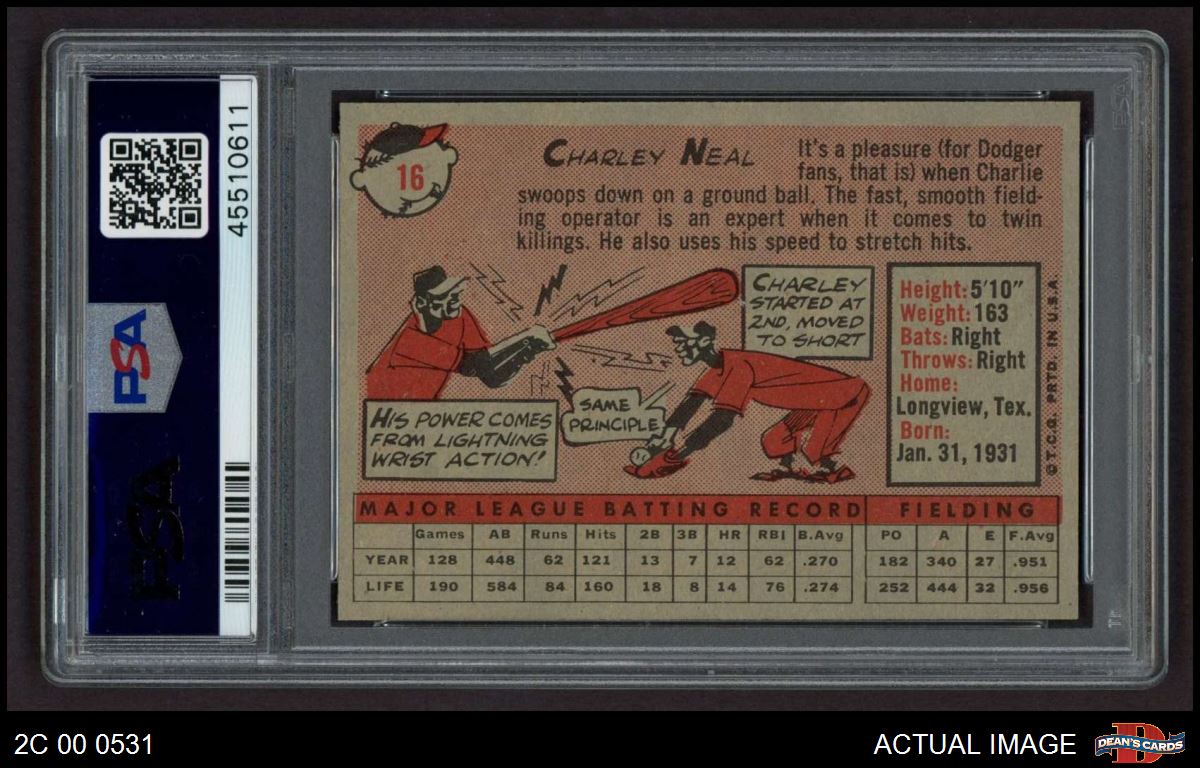 PSA
45510611
PSA
PSA
16
CHARLEY NEAL
It's a pleasure (for Dodger
fans, that is) when Charlie
swoops down on a ground ball. The fast, smooth field-
ing operator is an expert when it comes to twin
killings. He also uses his speed to stretch hits.
CHARLEY
STARTED AT
2ND, MOVED
TO SHORT
SAME
PRINCIPLE
HIS POWER COMES
FROM LIGHTNING
WRIST ACTION!
Height: 5'10"
Weight: 163
Bats: Right
Throws: Right
Home:
Longview, Tex.
Born:
Jan. 31, 1931
© T.C.G. PRTD. IN U.S.A.
MAJOR LEAGUE BATTING RECORD FIELDING
Games AB Runs Hits 2B 3B HR RBI B.Avg PO A E F.Avg
YEAR 128 448 62 121 13 7 12 62 .270 182 340 27 .951
LIFE 190 584 84 160 18 8 14 76 .274 252 444 32 .956
2C 00 0531
ACTUAL IMAGE
DEAN'S CARDS